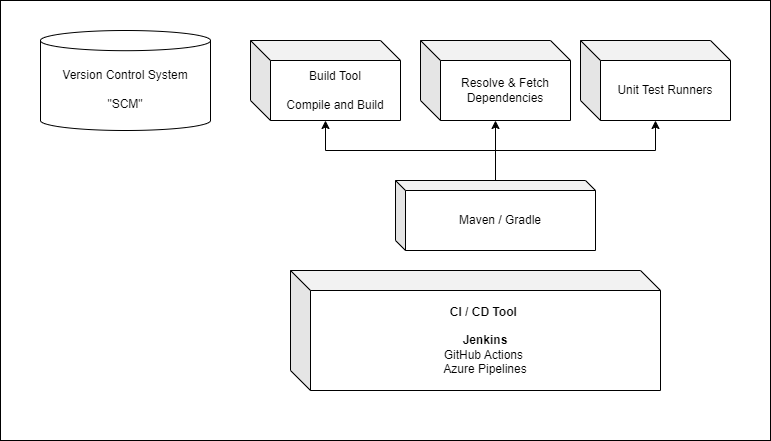 Version Control System
"SCM"
Build Tool
Compile and Build
Resolve & Fetch
Dependencies
Unit Test Runners
Maven / Gradle
CI / CD Tool
Jenkins
GitHub Actions
Azure Pipelines